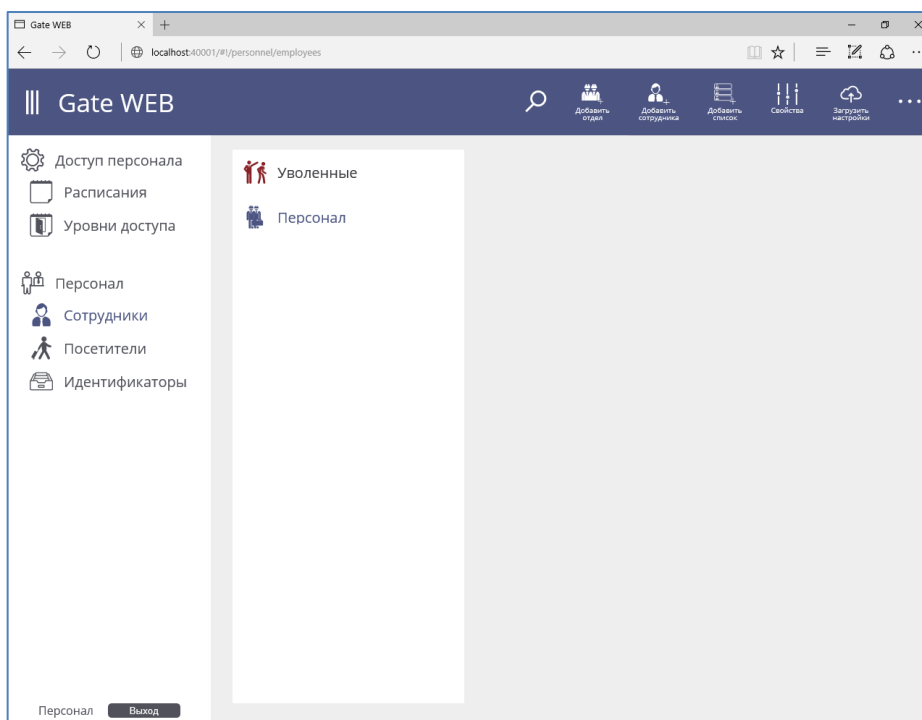 Gate WEB
localhost:40001/#!/personnel/employees
Gate WEB
Добавить
отдел
Добавить
сотрудника
Добавить
список
Свойства
Загрузить
настройки
Доступ персонала
Расписания
Уровни доступа
Персонал
Сотрудники
Посетители
Идентификаторы
Уволенные
Персонал
Персонал
Выход